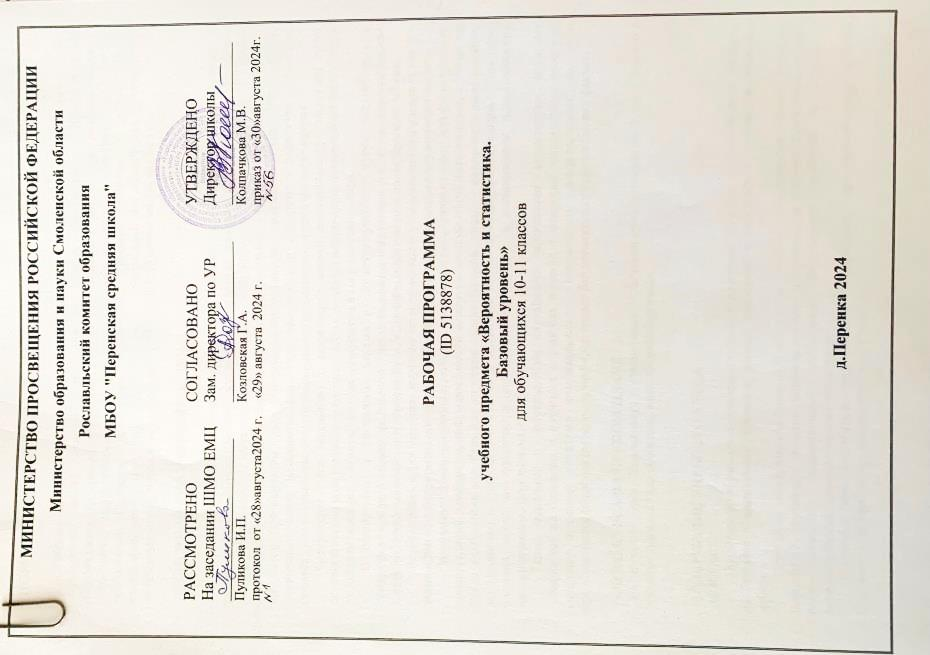 МИНИСТЕРСТВО ПРОСВЕЩЕНИЯ РОССИЙСКОЙ ФЕДЕРАЦИИ
Министерство образования и науки Смоленской области
Рославльский комитет образования
МБОУ "Перенская средняя школа"
РАССМОТРЕНО
На заседании ШМО ЕМЦ
Пуликова И.П.
протокол от «28»августа2024 г.
№1
СОГЛАСОВАНО
Зам. директора по УР
Козловская Г.А.
«29» августа 2024 г.
УТВЕРЖДЕНО
Директор школы
Колпачкова М.В.
приказ от «30»августа 2024г.
№56
РАБОЧАЯ ПРОГРАММА
(ID 5138878)
учебного предмета «Вероятность и статистика.
Базовый уровень»
для обучающихся 10-11 классов
д.Перенка 2024